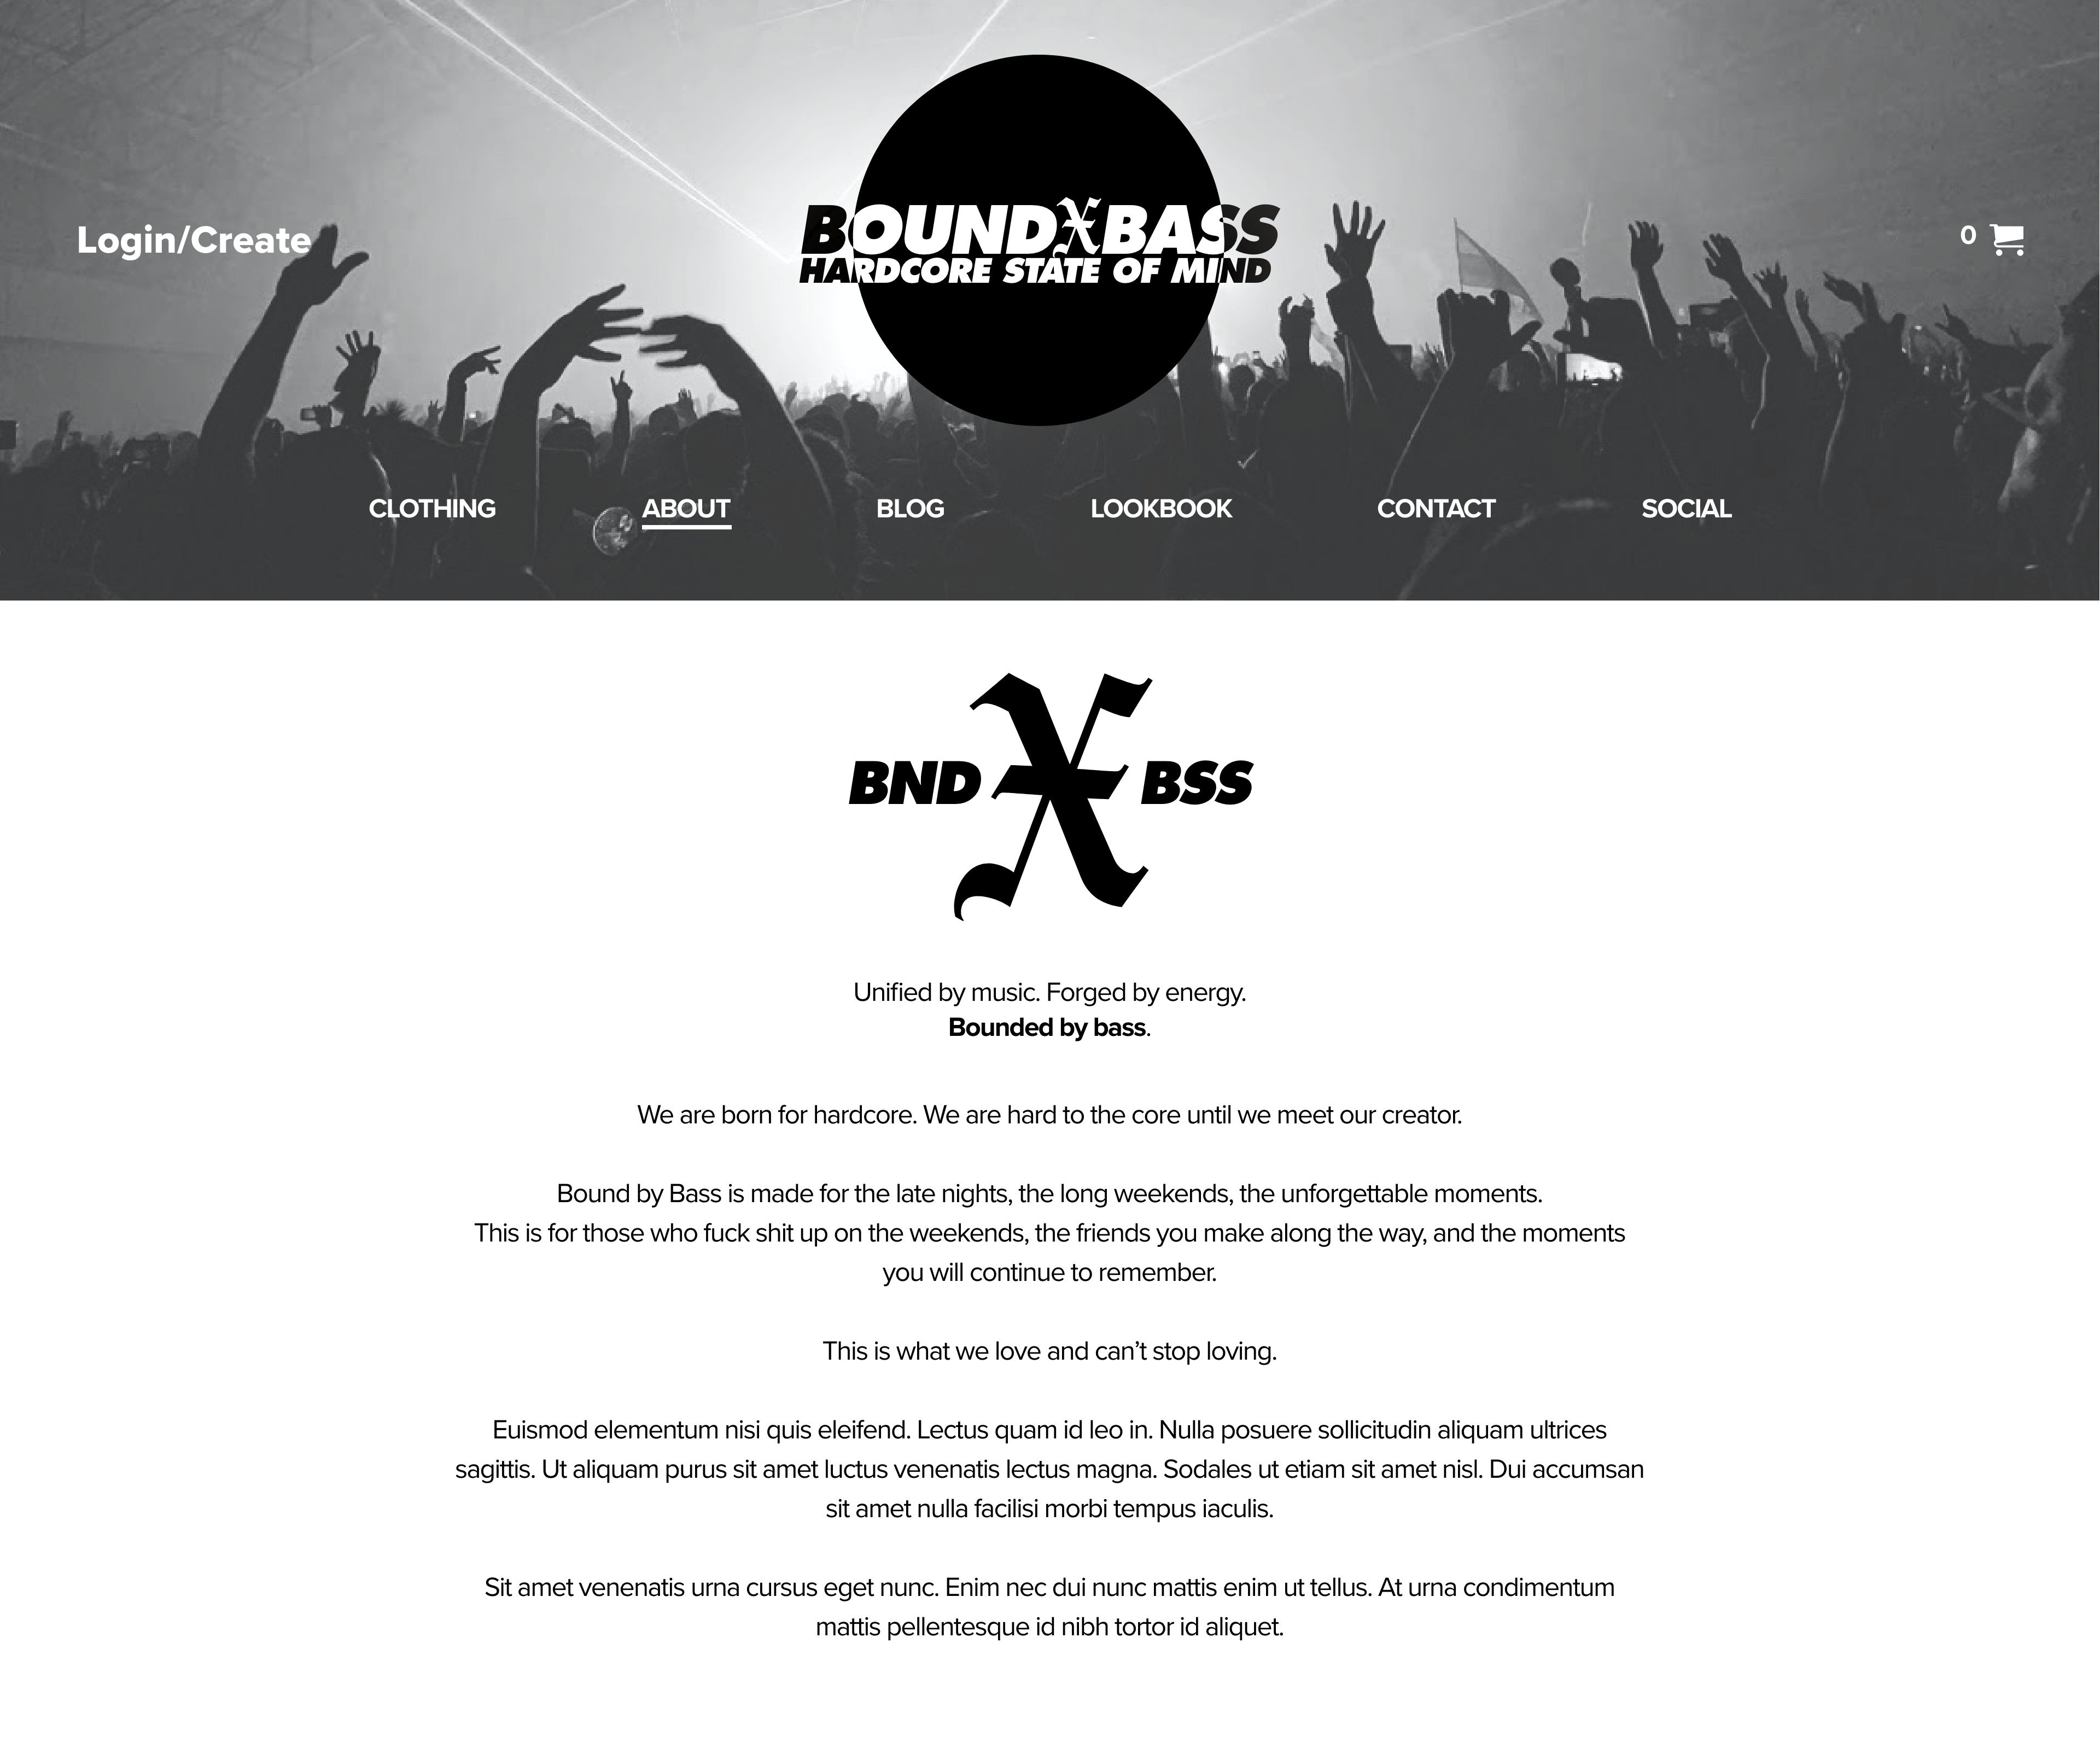 BOUNDXBASS
HARDCORE STATE OF MIND
Login/Create
0
CLOTHING ABOUT BLOG LOOKBOOK CONTACT SOCIAL
BND X BSS
Unified by music. Forged by energy.
Bounded by bass.
We are born for hardcore. We are hard to the core until we meet our creator.
Bound by Bass is made for the late nights, the long weekends, the unforgettable moments.
This is for those who fuck shit up on the weekends, the friends you make along the way, and the moments
you will continue to remember.
This is what we love and can’t stop loving.
Euismod elementum nisi quis eleifend. Lectus quam id leo in. Nulla posuere sollicitudin aliquam ultrices
sagittis. Ut aliquam purus sit amet luctus venenatis lectus magna. Sodales ut etiam sit amet nisl. Dui accumsan
sit amet nulla facilisi morbi tempus iaculis.
Sit amet venenatis urna cursus eget nunc. Enim nec dui nunc mattis enim ut tellus. At urna condimentum
mattis pellentesque id nibh tortor id aliquet.